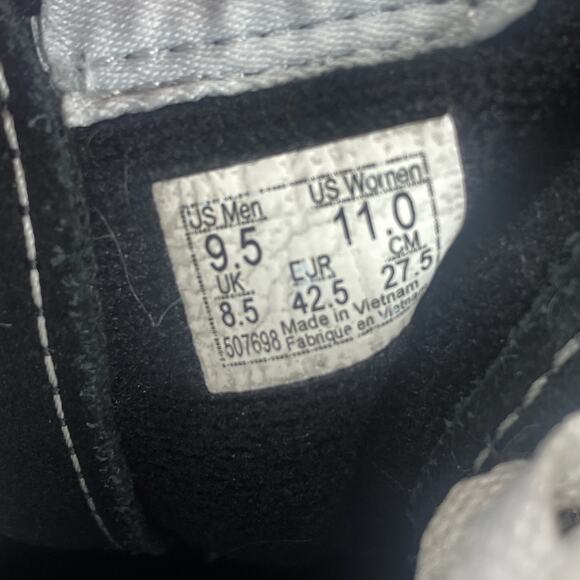 US Men US Women
9.5 11.0
UK EUR CM
8.5 42.5 27.5
Made in Vietnam
507698 Fabrique en Vietnam